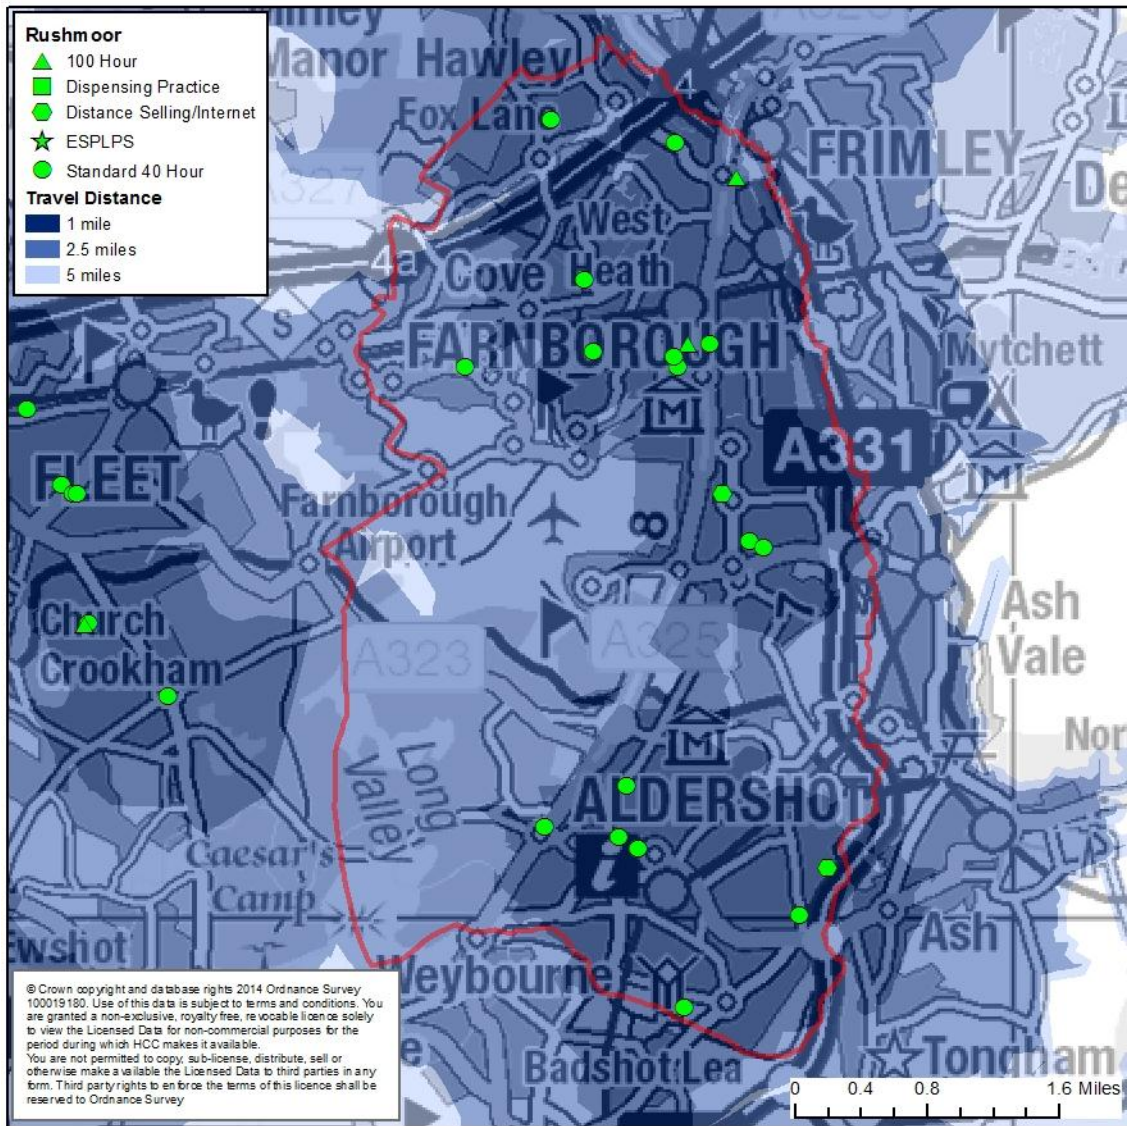 Rushmoor
100 Hour
Dispensing Practice
Distance Selling/Internet
ESPLPS
Standard 40 Hour
Travel Distance
1 mile
2.5 miles
5 miles
Manor Hawley
4
Fox Lane
FRIMLEY
A327
West
4a
Cove Heath
S
FARNBOROUGH
Mytchett
M
A331
FLEET
Farnborough
Airport
8
Church
Crookham
7
Ash
Vale
A323
A325
M
Nor
Long
Valley
ALDERSHOT
Caesar's
Camp
i
Ash
ewshot
Weybourne
Badshot Lea
Tongham
© Crown copyright and database rights 2014 Ordnance Survey
100019180. Use of this data is subject to terms and conditions. You
are granted a non-exclusive, royalty free, revocable licence solely
to view the Licensed Data for non-commercial purposes for the
period during which HCC makes it available.
You are not permitted to copy, sub-license, distribute, sell or
otherwise make available the Licensed Data to third parties in any
form. Third party rights to enforce the terms of this licence shall be
reserved to Ordnance Survey
0 0.4 0.8 1.6 Miles